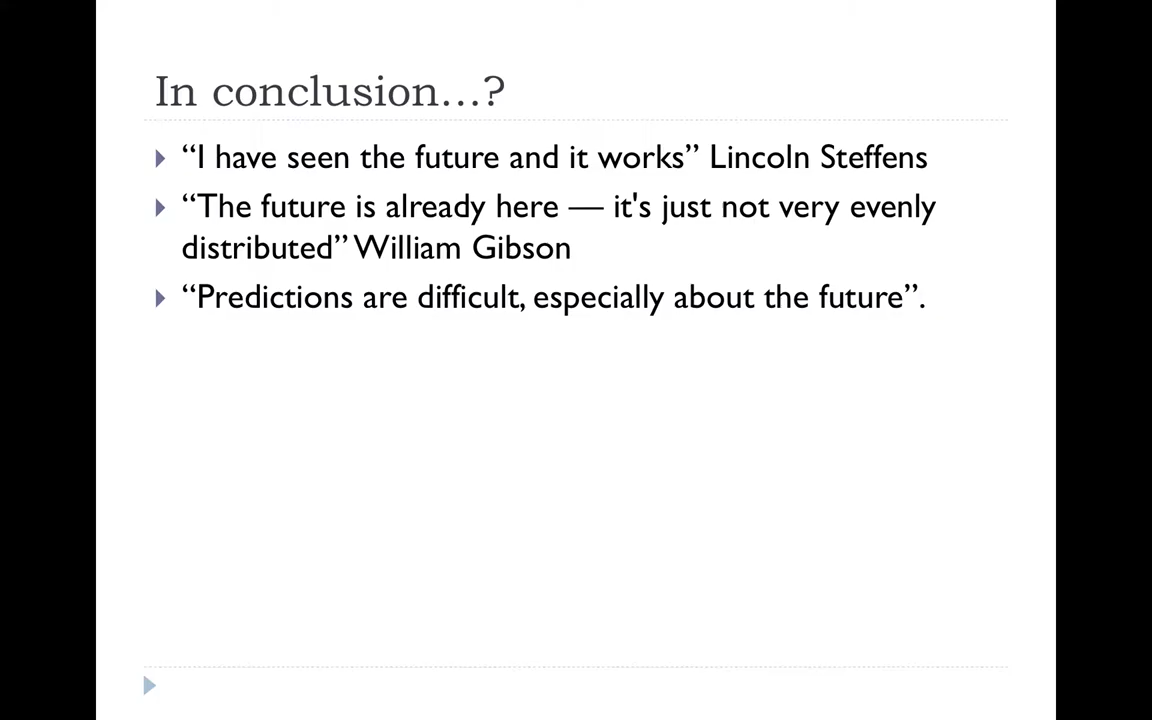 In conclusion…?
“I have seen the future and it works” Lincoln Steffens
“The future is already here — it's just not very evenly
distributed” William Gibson
“Predictions are difficult, especially about the future”.